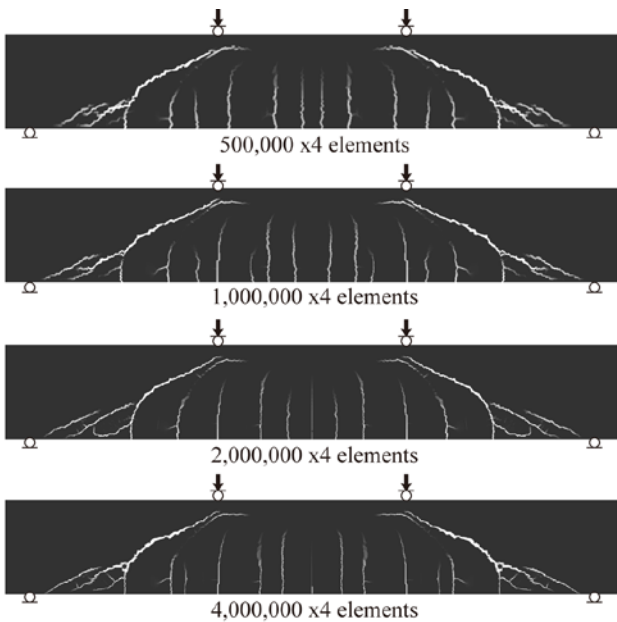 500,000 x4 elements
1,000,000 x4 elements
2,000,000 x4 elements
4,000,000 x4 elements